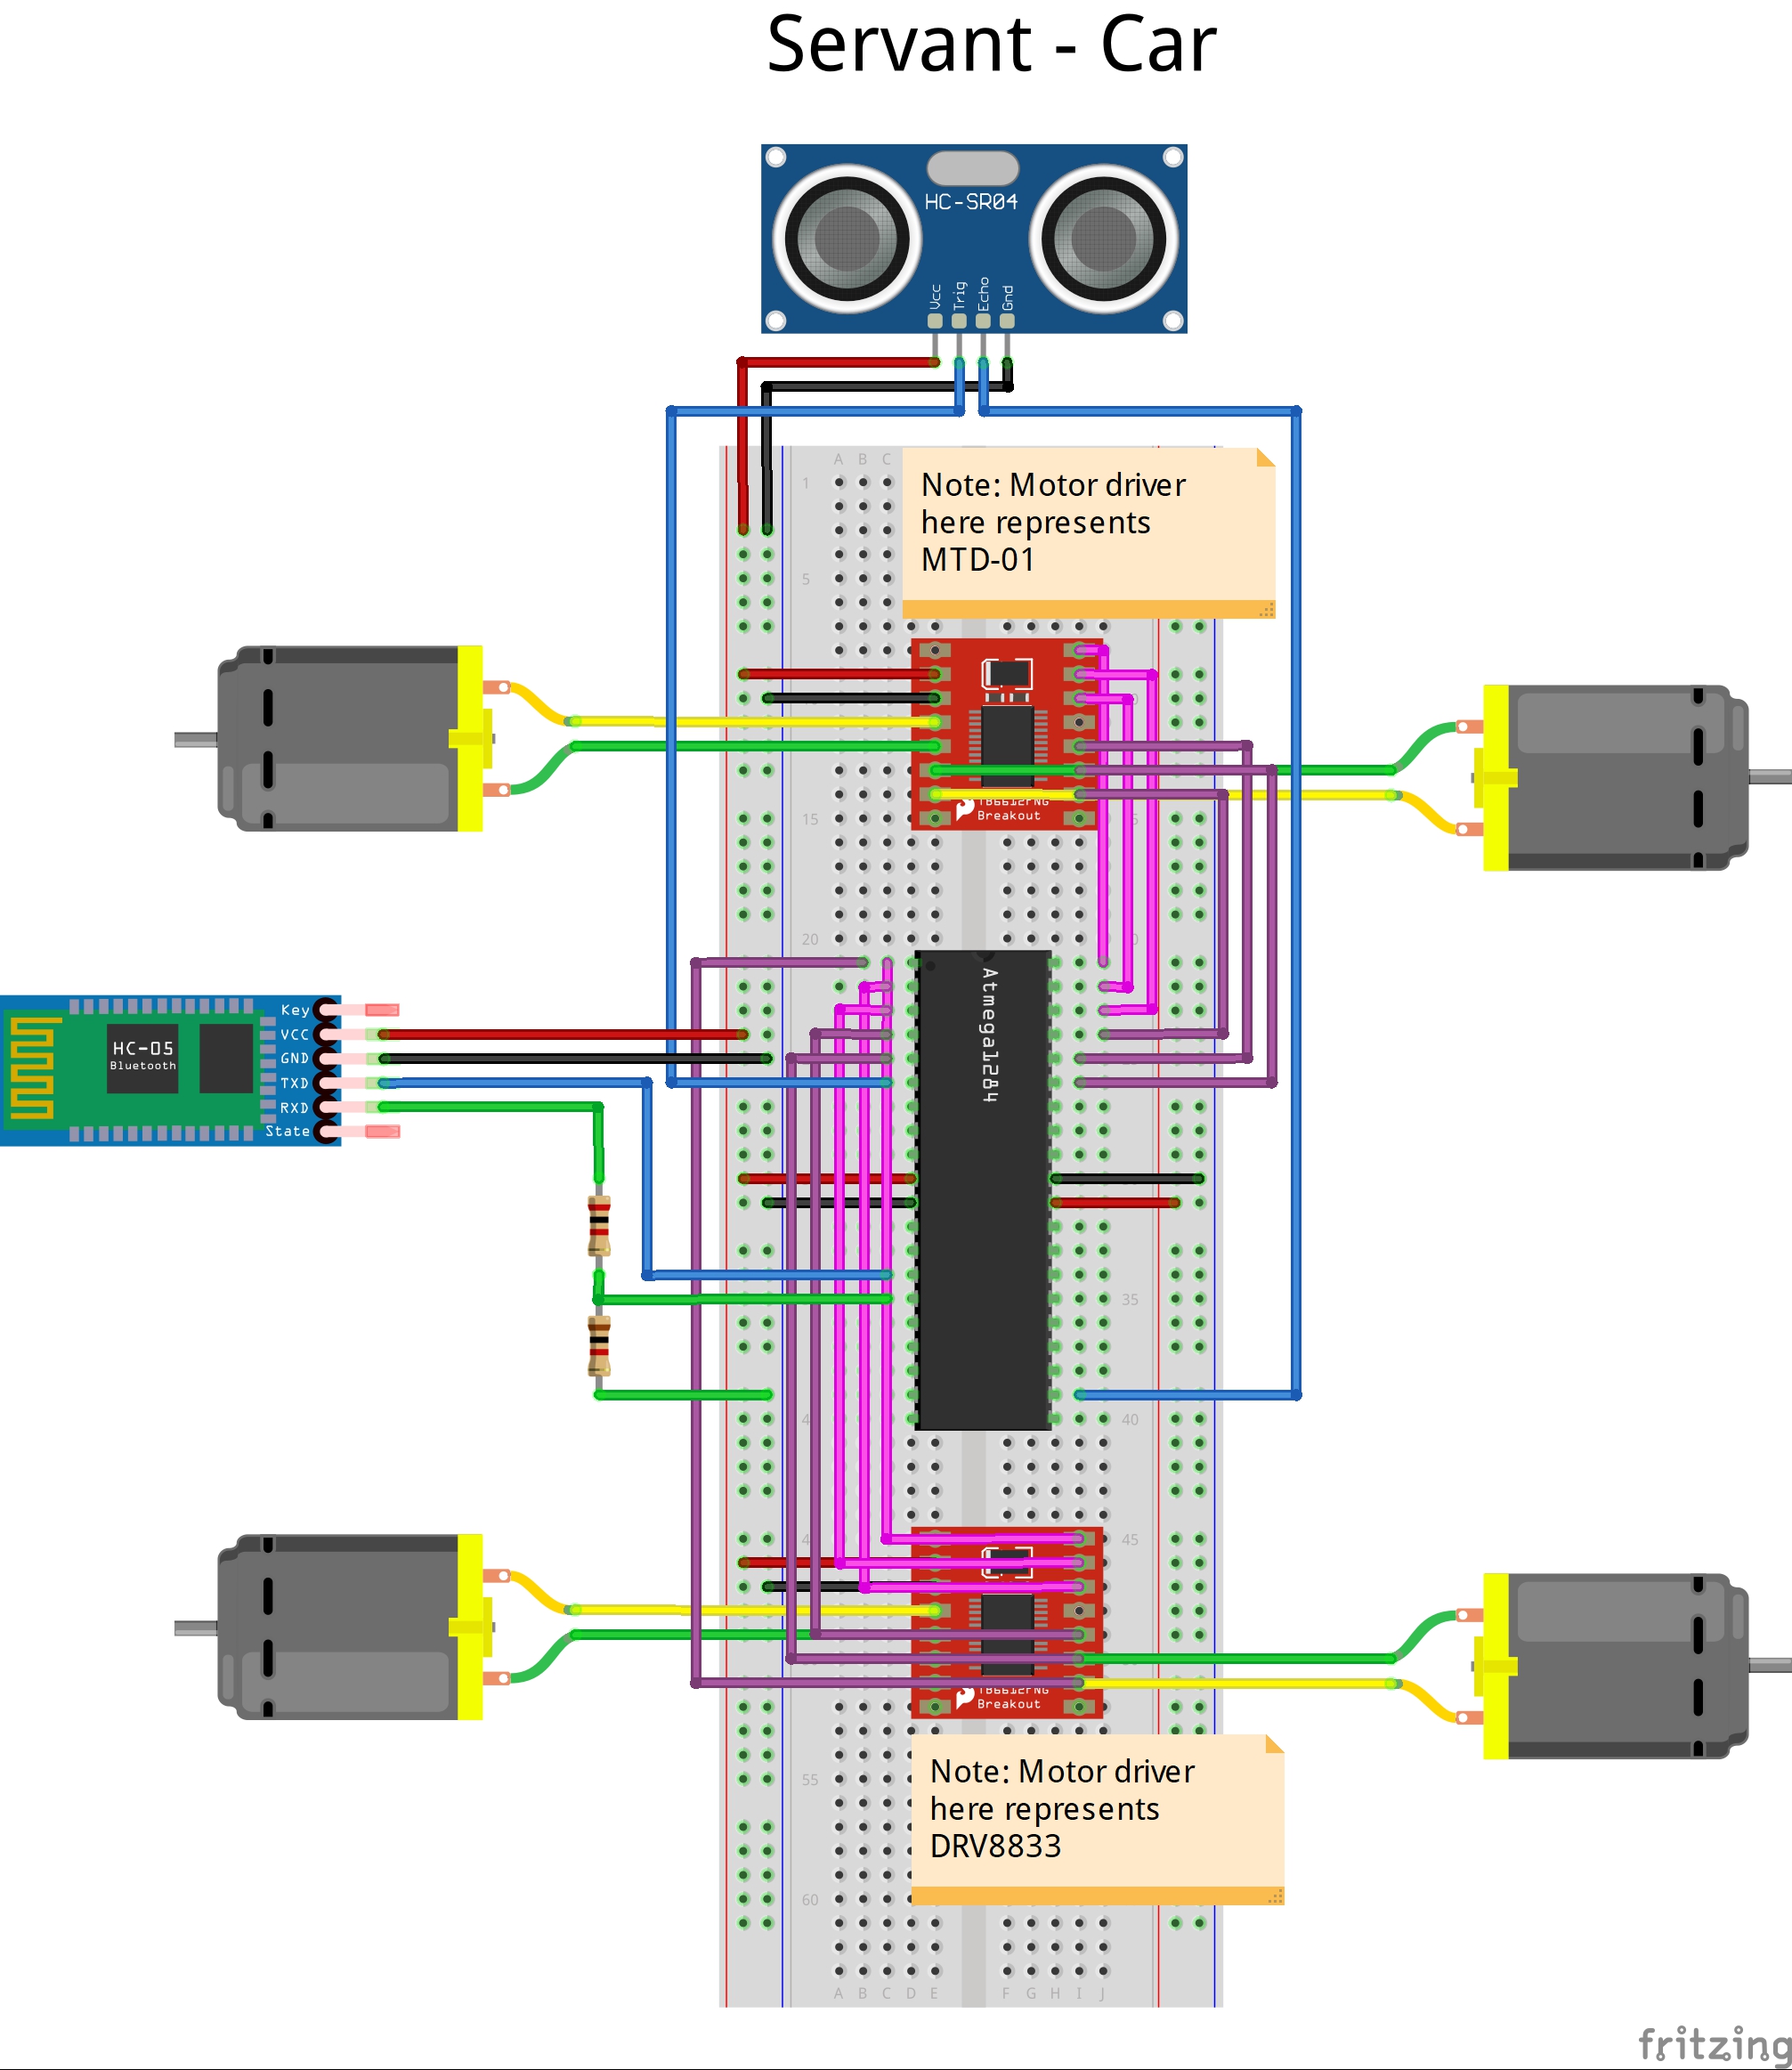 Servant - Car
HC-SR04
Vcc
Trig
Echo
Gnd
A B C
1
Note: Motor driver
here represents
MTD-01
5
15
Breakout
20
Key
VCC
GND
TXD
RXD
State
HC-05
Bluetooth
Atmega1284
35
40
45
Breakout
Note: Motor driver
here represents
DRV8833
55
60
A B C D E F G H I J
fritzing